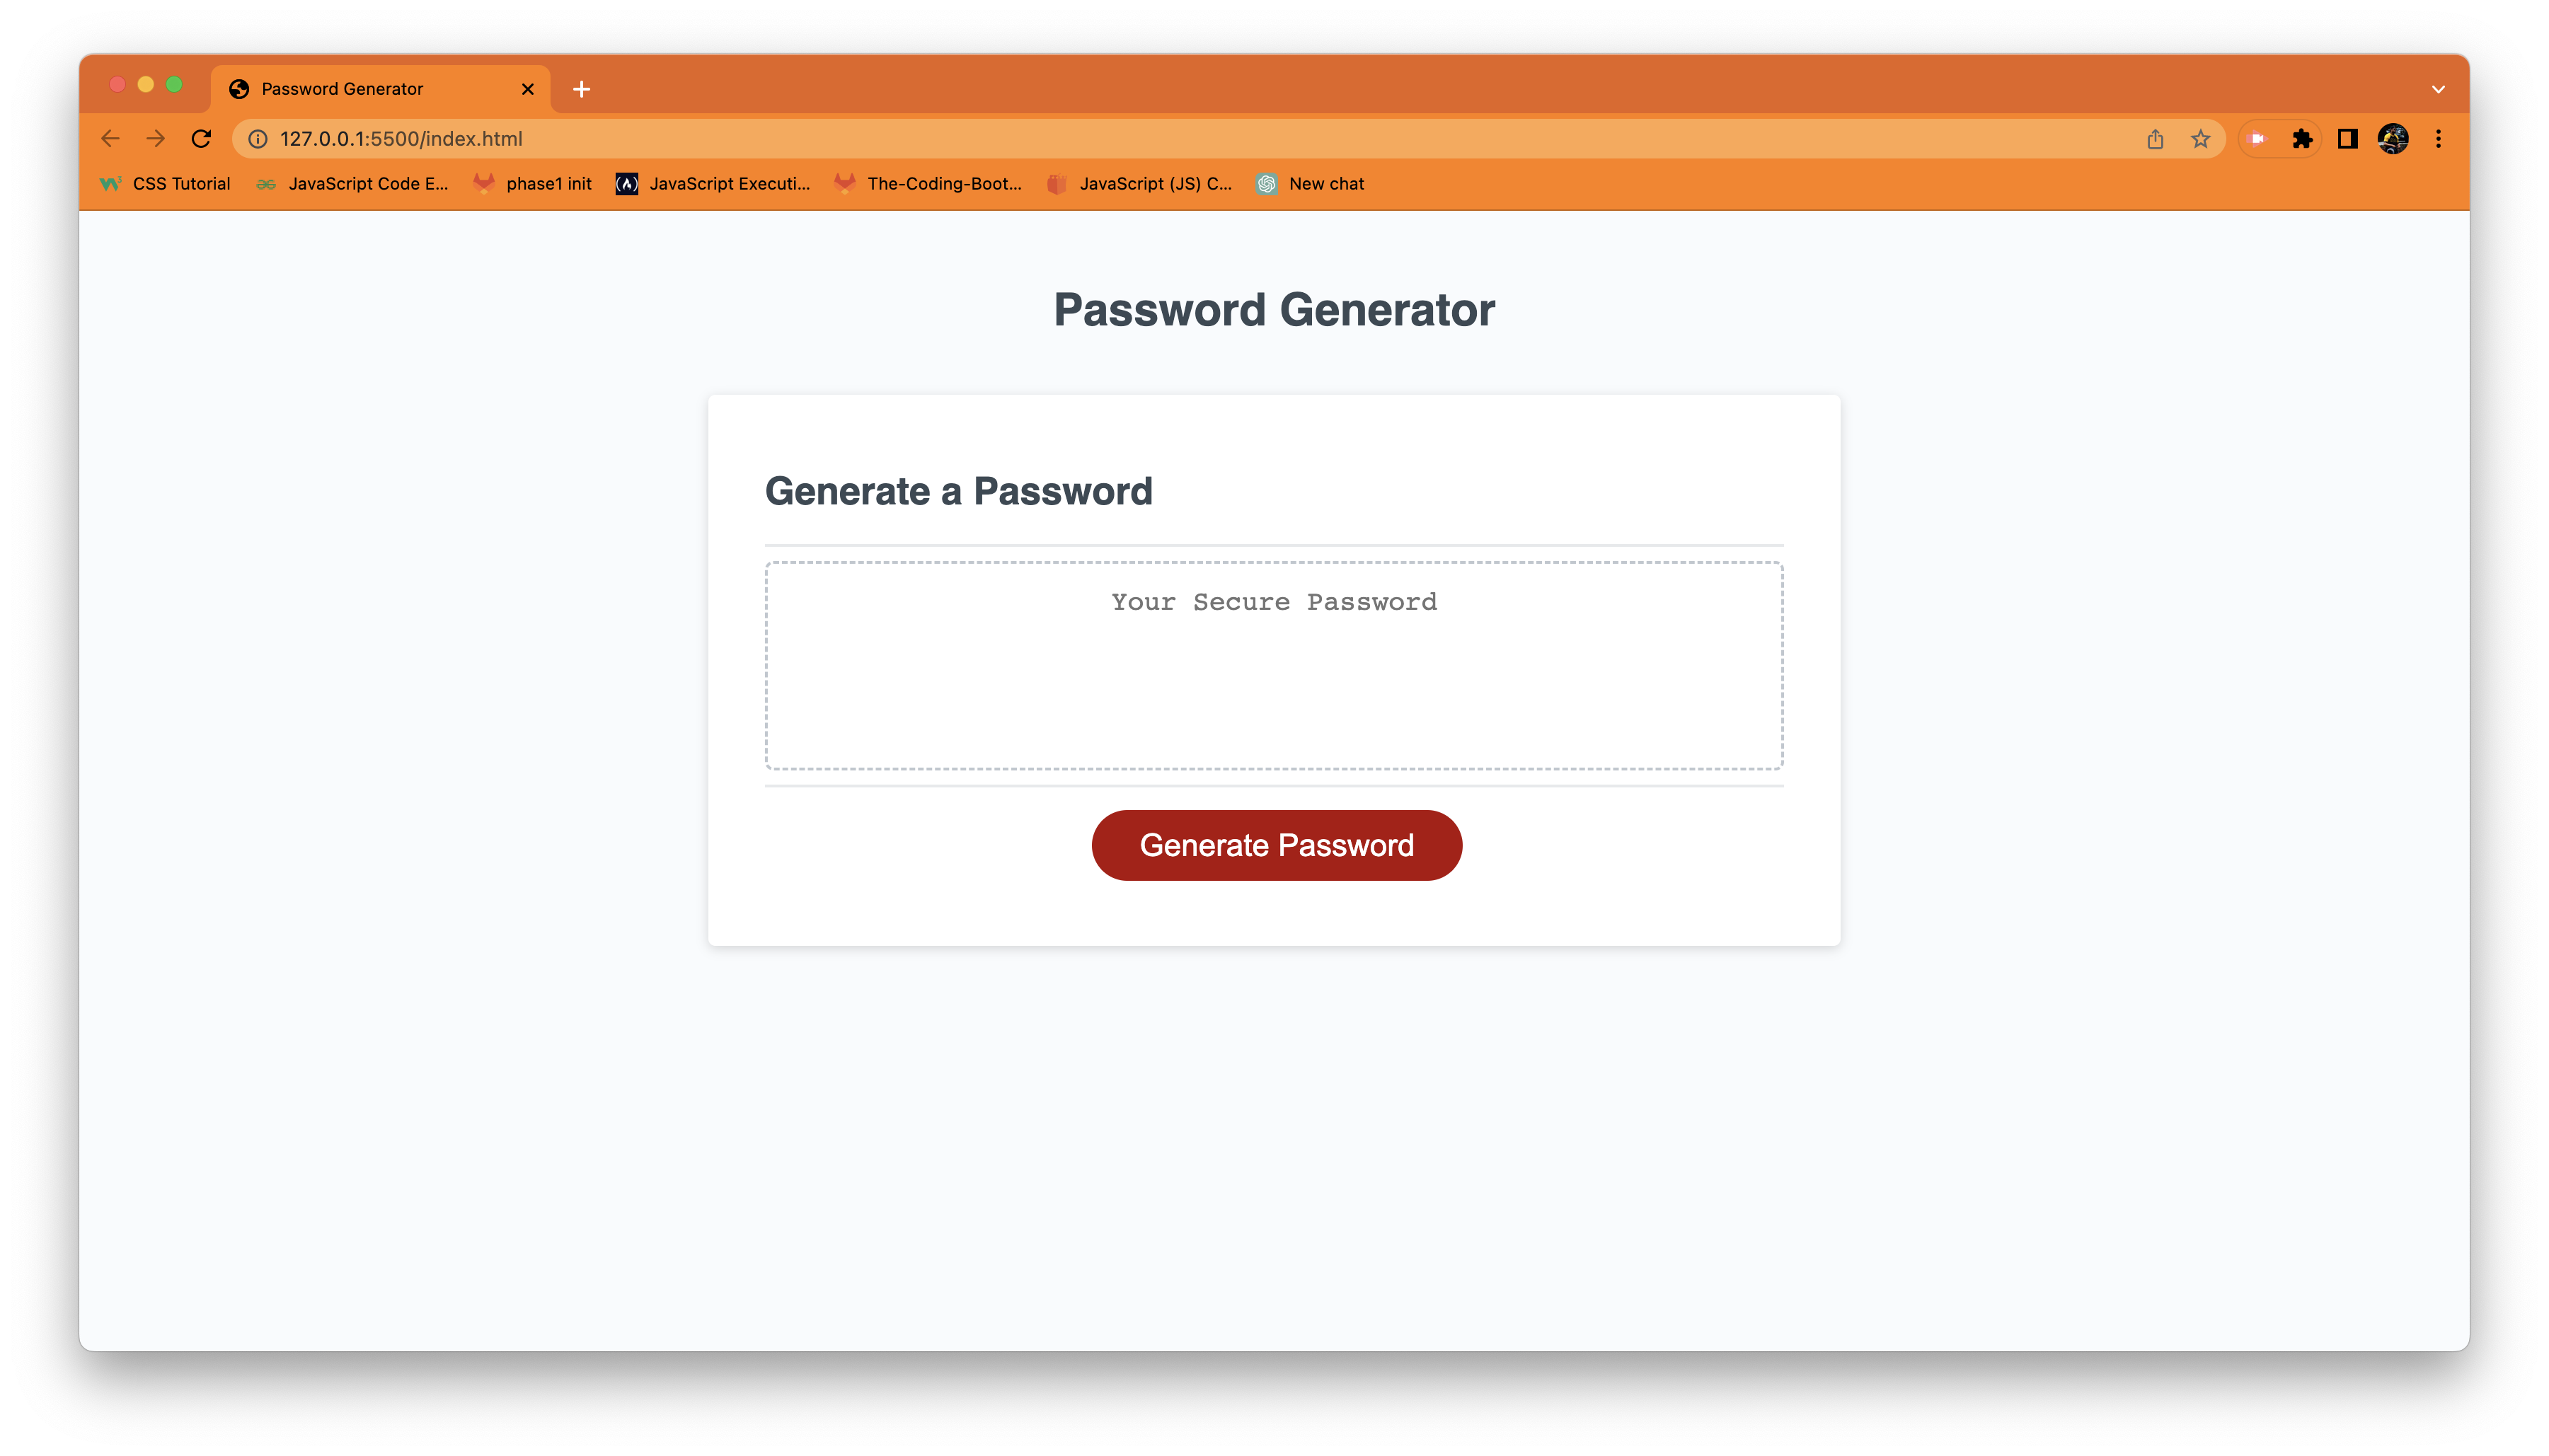 Password Generator
127.0.0.1:5500/index.html
CSS Tutorial JavaScript Code E... phase1 init JavaScript Executi... The-Coding-Boot... JavaScript (JS) C... New chat
Password Generator
Generate a Password
Your Secure Password
Generate Password